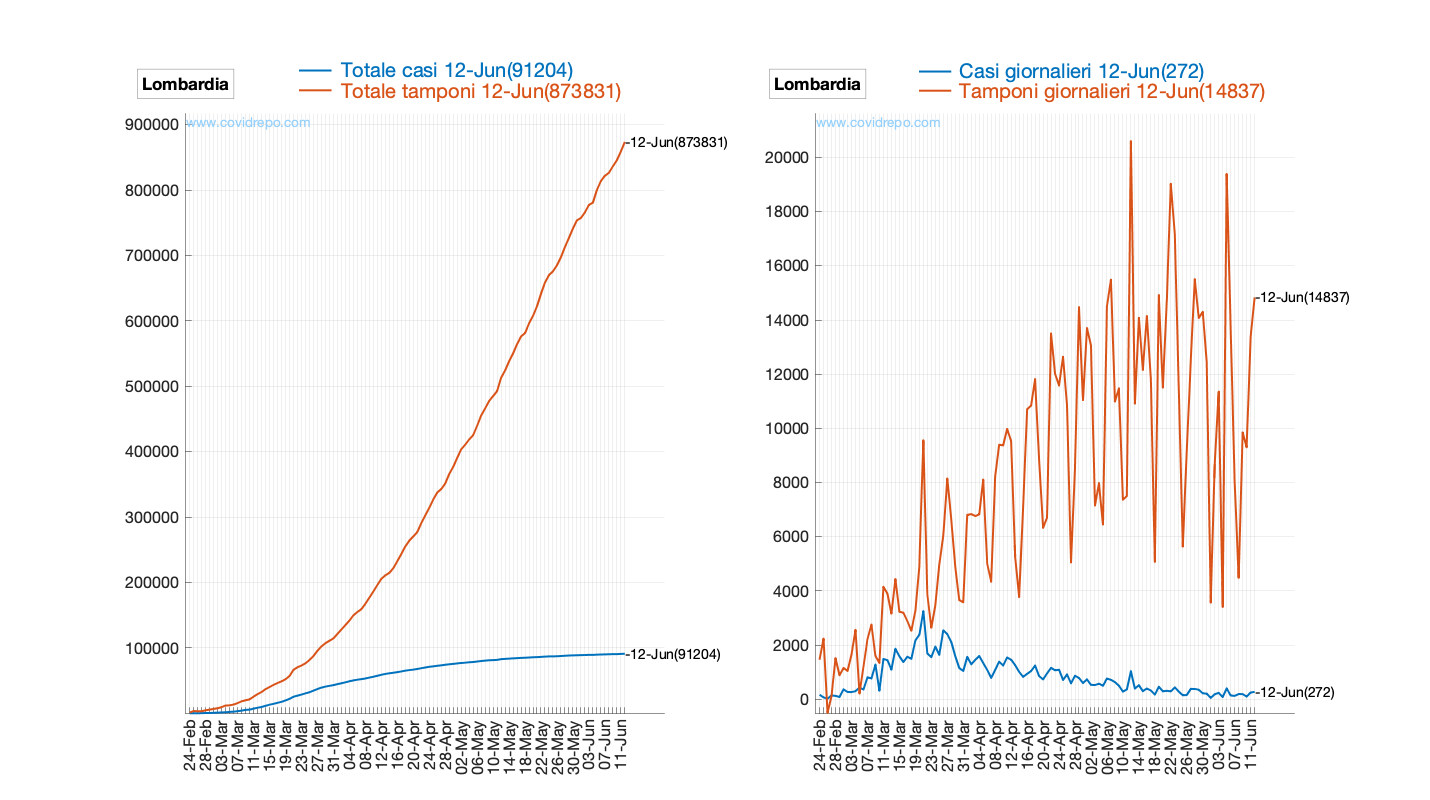 Lombardia
Totale casi 12-Jun(91204)
Totale tamponi 12-Jun(873831)
www.covidrepo.com
900000
800000
700000
600000
500000
400000
300000
200000
100000
12-Jun(873831)
12-Jun(91204)
24-Feb
28-Feb
03-Mar
07-Mar
11-Mar
15-Mar
19-Mar
23-Mar
27-Mar
31-Mar
04-Apr
08-Apr
12-Apr
16-Apr
20-Apr
24-Apr
28-Apr
02-May
06-May
10-May
14-May
18-May
22-May
26-May
30-May
03-Jun
07-Jun
11-Jun
Lombardia
Casi giornalieri 12-Jun(272)
Tamponi giornalieri 12-Jun(14837)
www.covidrepo.com
20000
18000
16000
14000
12000
10000
8000
6000
4000
2000
0
12-Jun(14837)
12-Jun(272)
24-Feb
28-Feb
03-Mar
07-Mar
11-Mar
15-Mar
19-Mar
23-Mar
27-Mar
31-Mar
04-Apr
08-Apr
12-Apr
16-Apr
20-Apr
24-Apr
28-Apr
02-May
06-May
10-May
14-May
18-May
22-May
26-May
30-May
03-Jun
07-Jun
11-Jun